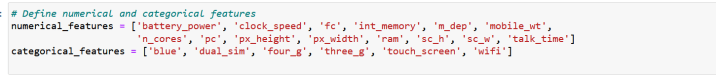 # Define numerical and categorical features
numerical_features = ['battery_power', 'clock_speed', 'fc', 'int_memory', 'm_dep', 'mobile_wt',
                      'n_cores', 'pc', 'px_height', 'px_width', 'ram', 'sc_h', 'sc_w', 'talk_time']
categorical_features = ['blue', 'dual_sim', 'four_g', 'three_g', 'touch_screen', 'wifi']